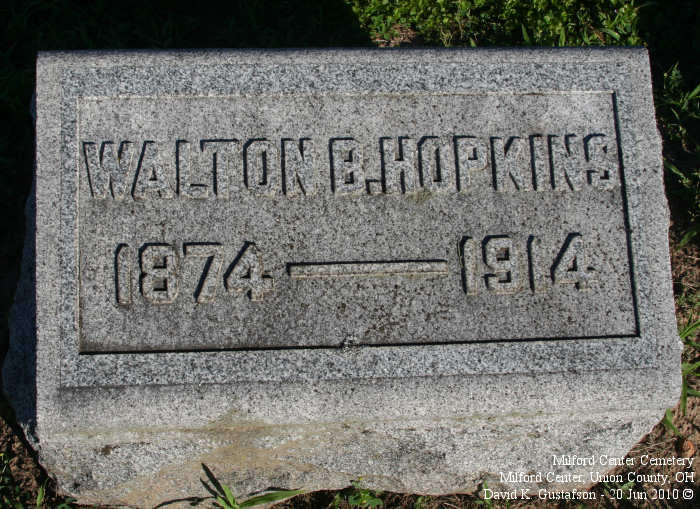 WALTON B. HOPKINS
1874 — 1914
Milford Center Cemetery
Milford Center, Union County, OH
David K. Gustafson - 20 Jun 2010 ©